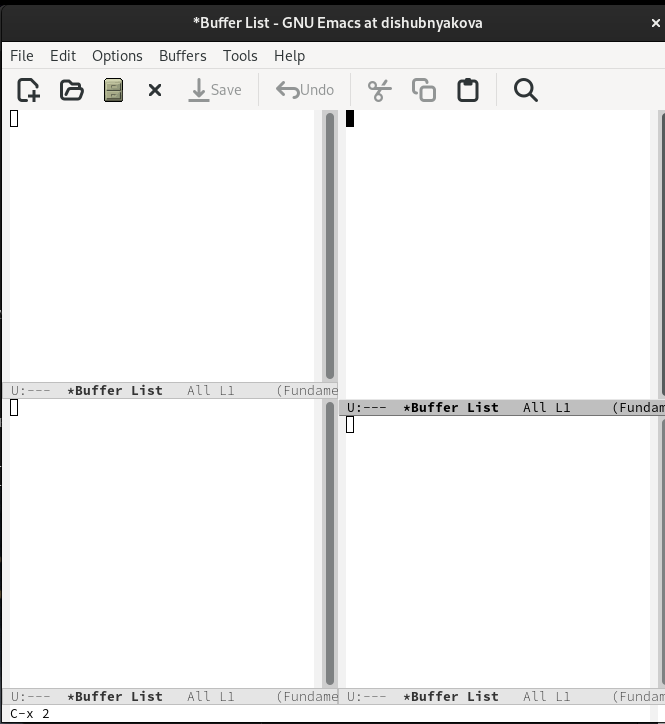 *Buffer List - GNU Emacs at dishubnyakova
File Edit Options Buffers Tools Help
Save Undo
U:--- *Buffer List All L1 (Fundame
U:--- *Buffer List All L1 (Fundam
U:--- *Buffer List All L1 (Fundame
U:--- *Buffer List All L1 (Fundam
C-x 2